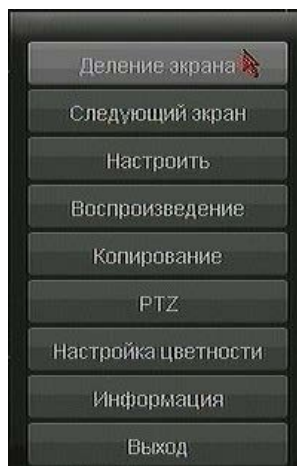 Деление экрана
Следующий экран
Настроить
Воспроизведение
Копирование
PTZ
Настройка цветности
Информация
Выход